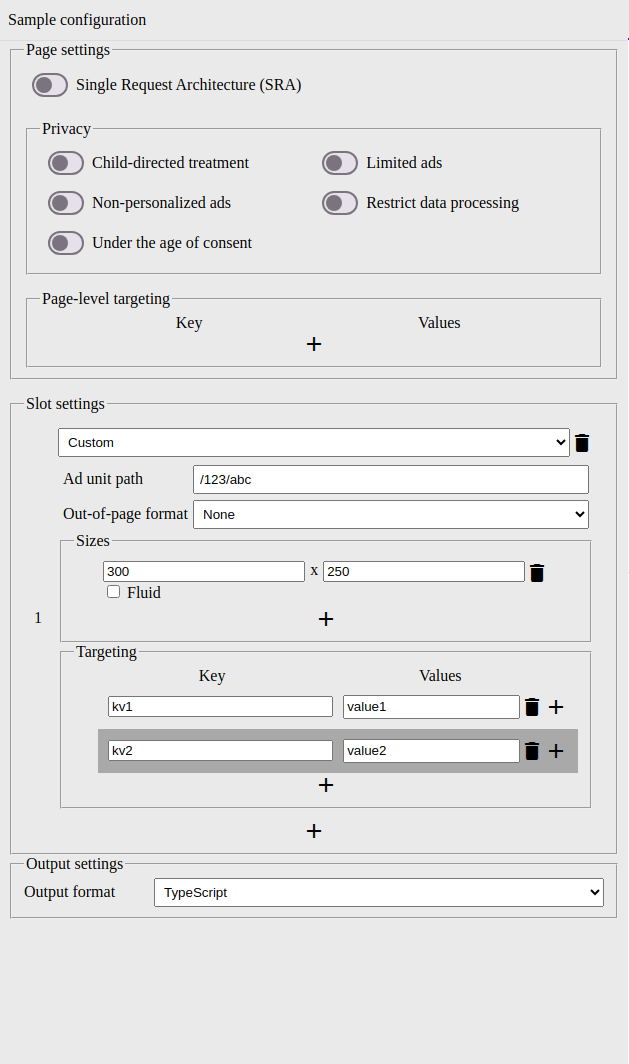 Sample configuration
Page settings
Single Request Architecture (SRA)
Privacy
Child-directed treatment
Limited ads
Non-personalized ads
Restrict data processing
Under the age of consent
Page-level targeting
Key Values
+
Slot settings
Custom
Ad unit path /123/abc
Out-of-page format None
Sizes
300 x 250
Fluid
+
1
Targeting
Key Values
kv1 value1 +
kv2 value2 +
+
+
Output settings
Output format TypeScript